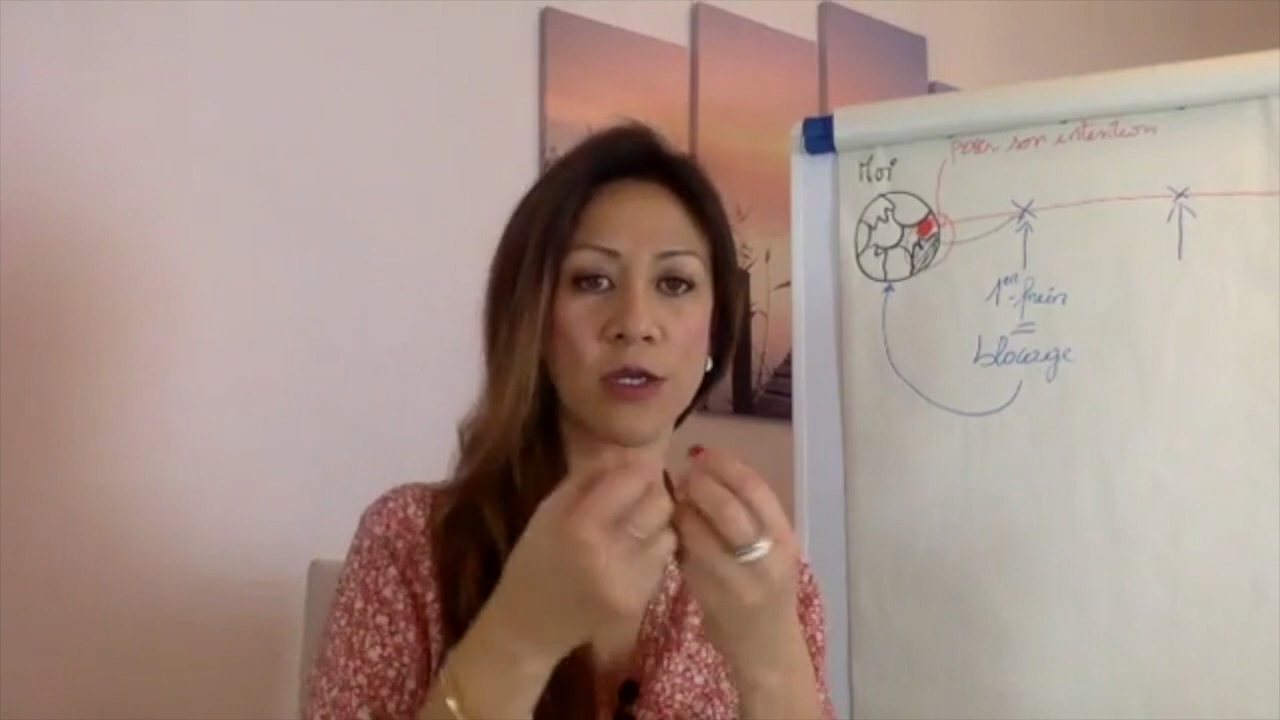 poser son intention
Moi
1er frein
=
blocage